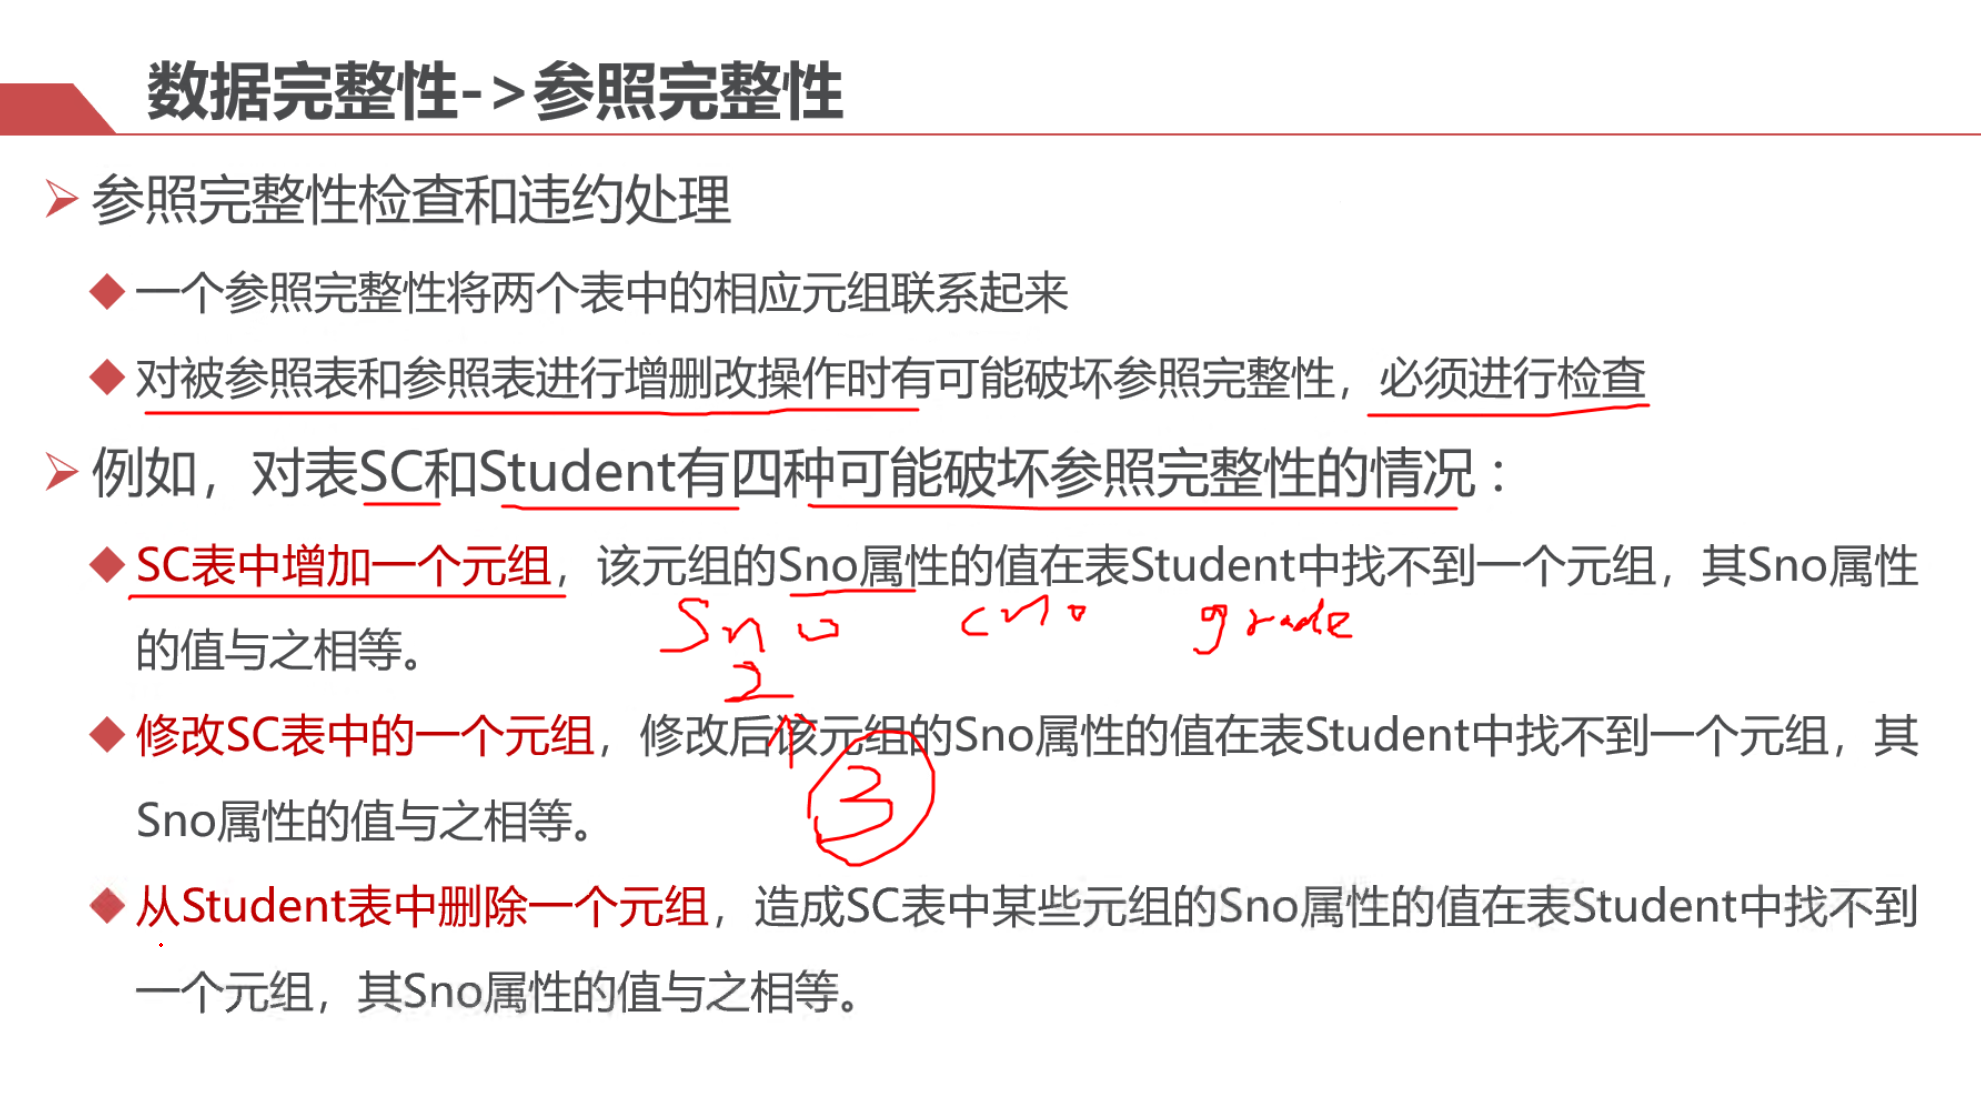 数据完整性->参照完整性
参照完整性检查和违约处理
一个参照完整性将两个表中的相应元组联系起来
对被参照表和参照表进行增删改操作时有可能破坏参照完整性，必须进行检查
例如，对表SC和Student有四种可能破坏参照完整性的情况：
SC表中增加一个元组，该元组的Sno属性的值在表Student中找不到一个元组，其Sno属性
的值与之相等。
Sno cno grade
2
修改SC表中的一个元组，修改后该元组的Sno属性的值在表Student中找不到一个元组，其
3
Sno属性的值与之相等。
从Student表中删除一个元组，造成SC表中某些元组的Sno属性的值在表Student中找不到
一个元组，其Sno属性的值与之相等。